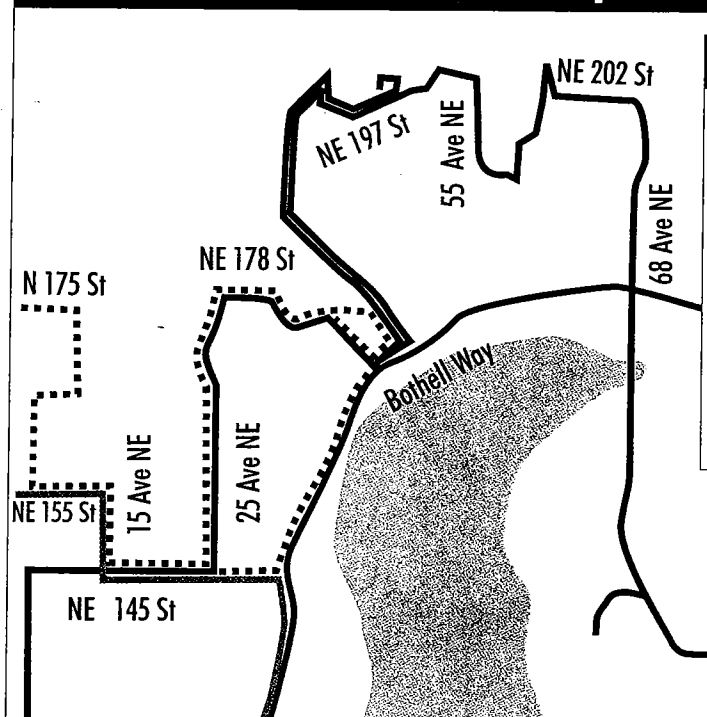 NE 202 St
NE 197 St
55 Ave NE
68 Ave NE
NE 178 St
N 175 St
Bothell Way
15 Ave NE
25 Ave NE
NE 155 St
NE 145 St